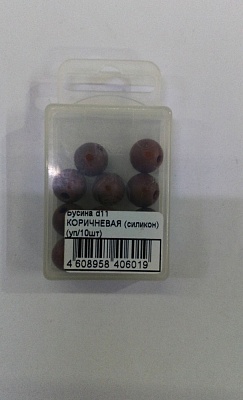 Бусина d11
КОРИЧНЕВАЯ (силикон)
(уп/10шт)
4 608958 406019